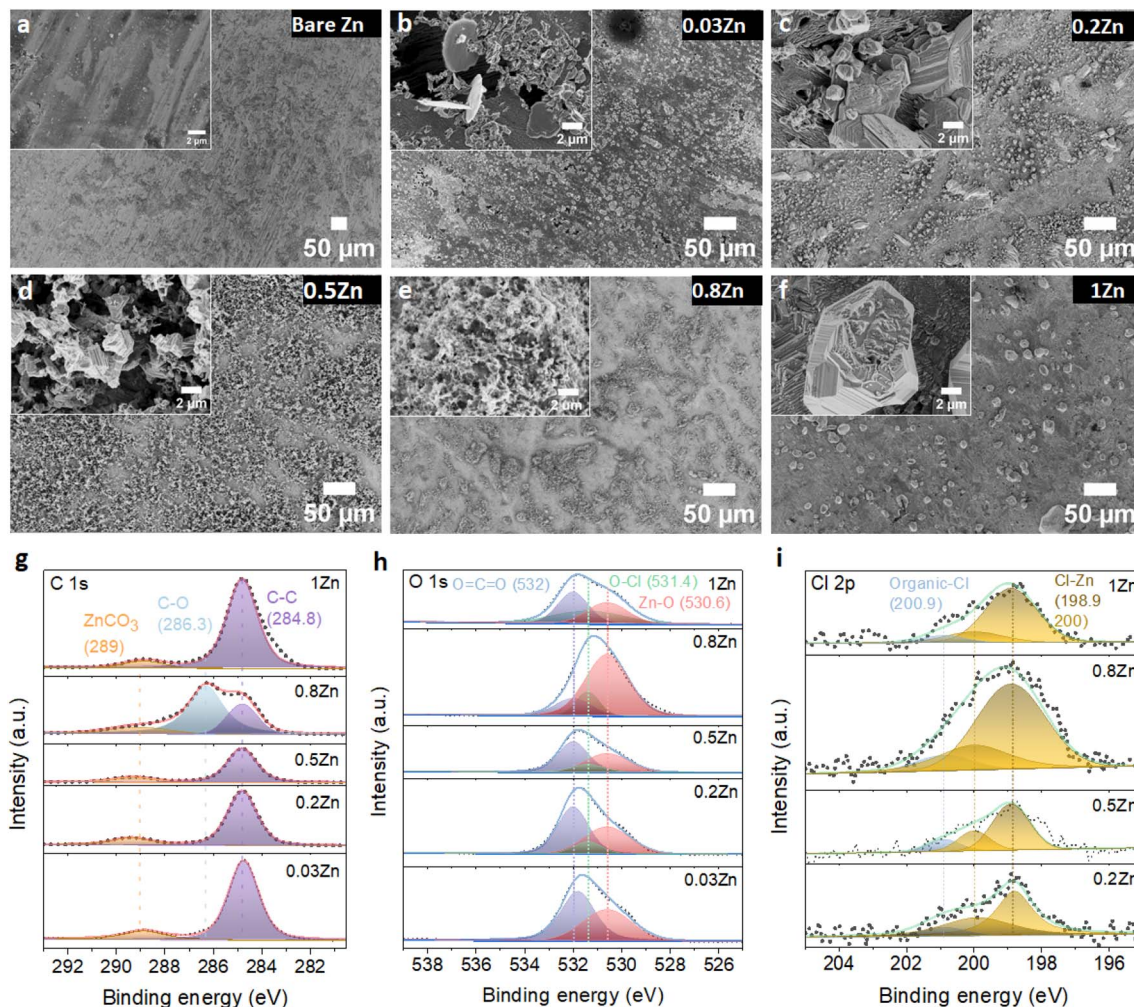 a
Bare Zn
2 µm
50 µm
b
0.03Zn
2 µm
50 µm
c
0.2Zn
2 µm
50 µm
d
0.5Zn
2 µm
50 µm
e
0.8Zn
2 µm
50 µm
f
1Zn
2 µm
50 µm
g
C 1s
1Zn
ZnCO₃
(289)
C-O
(286.3)
C-C
(284.8)
0.8Zn
0.5Zn
0.2Zn
0.03Zn
Intensity (a.u.)
292 290 288 286 284 282
Binding energy (eV)
h
O 1s
O=C=O (532)
O-Cl (531.4)
1Zn
Zn-O (530.6)
0.8Zn
0.5Zn
0.2Zn
0.03Zn
Intensity (a.u.)
538 536 534 532 530 528 526
Binding energy (eV)
i
Cl 2p
Organic-Cl
(200.9)
1Zn
Cl-Zn
(198.9
200)
0.8Zn
0.5Zn
0.2Zn
Intensity (a.u.)
204 202 200 198 196
Binding energy (eV)